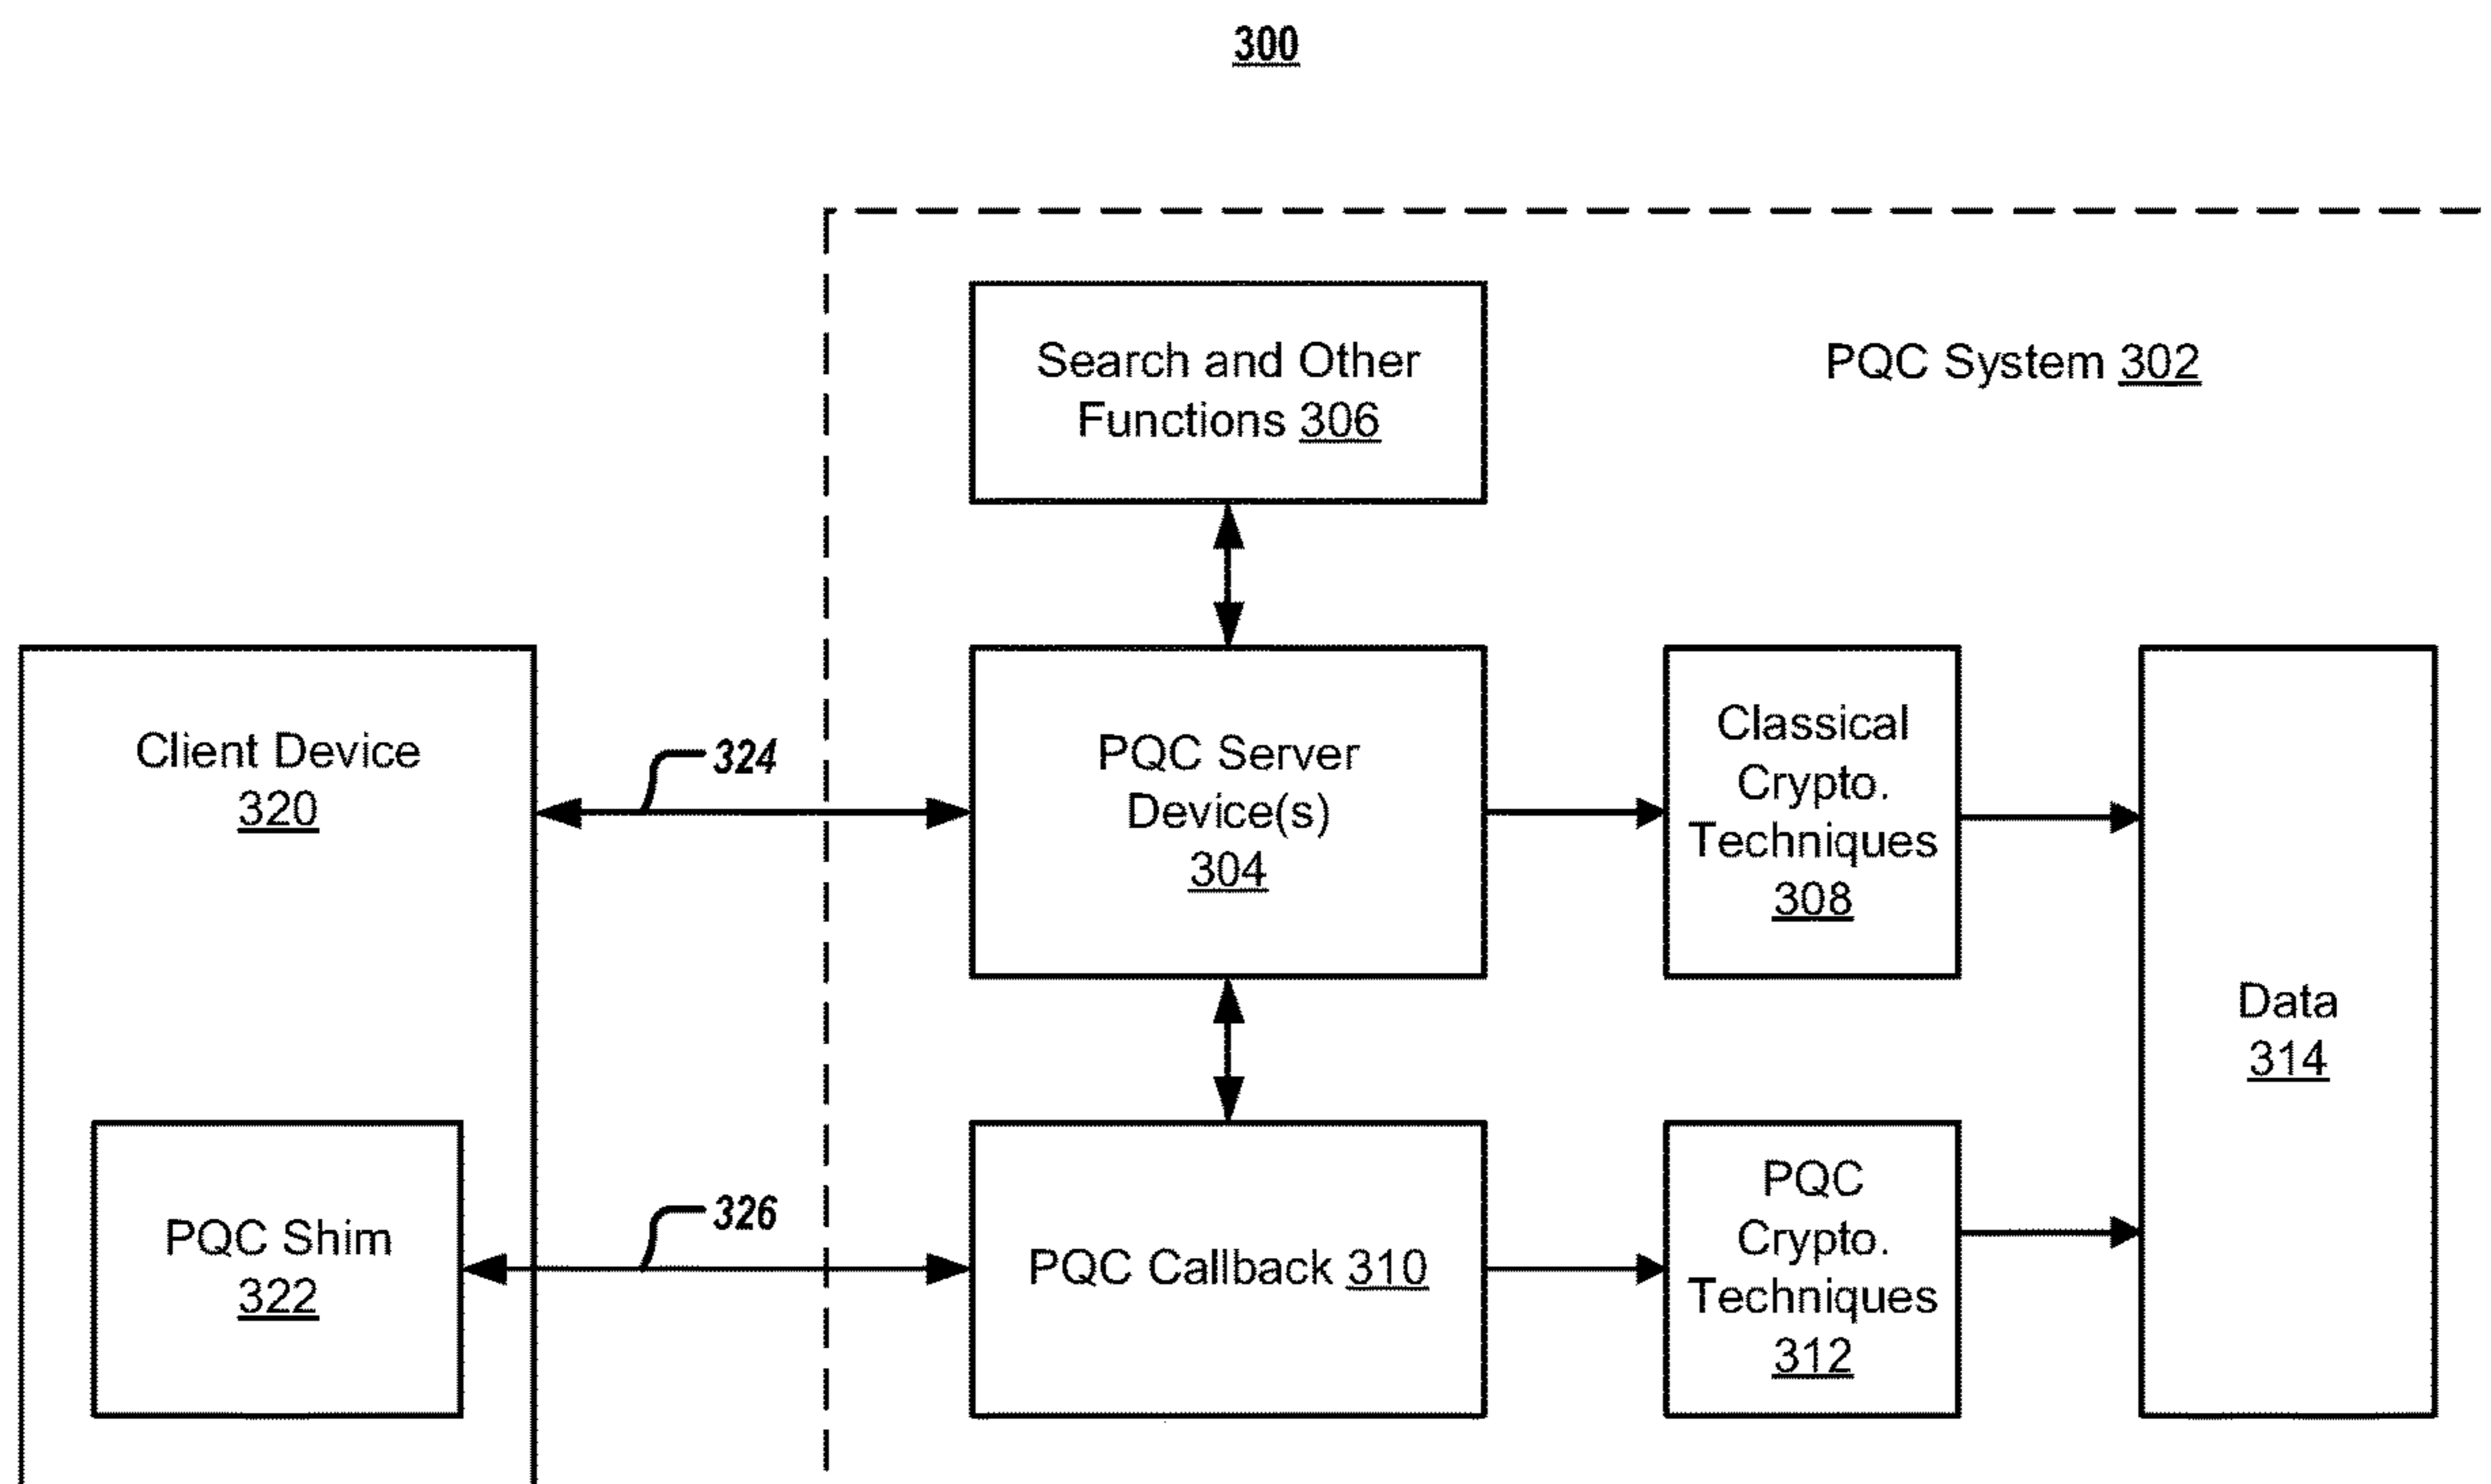 300
Search and Other
Functions 306
PQC System 302
Client Device
320
324
PQC Server
Device(s)
304
Classical
Crypto.
Techniques
308
Data
314
PQC Shim
322
326
PQC Callback 310
PQC
Crypto.
Techniques
312